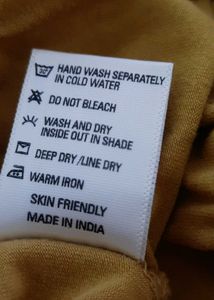 HAND WASH SEPARATELY
IN COLD WATER
DO NOT BLEACH
WASH AND DRY
INSIDE OUT IN SHADE
DEEP DRY /LINE DRY
WARM IRON
SKIN FRIENDLY
MADE IN INDIA